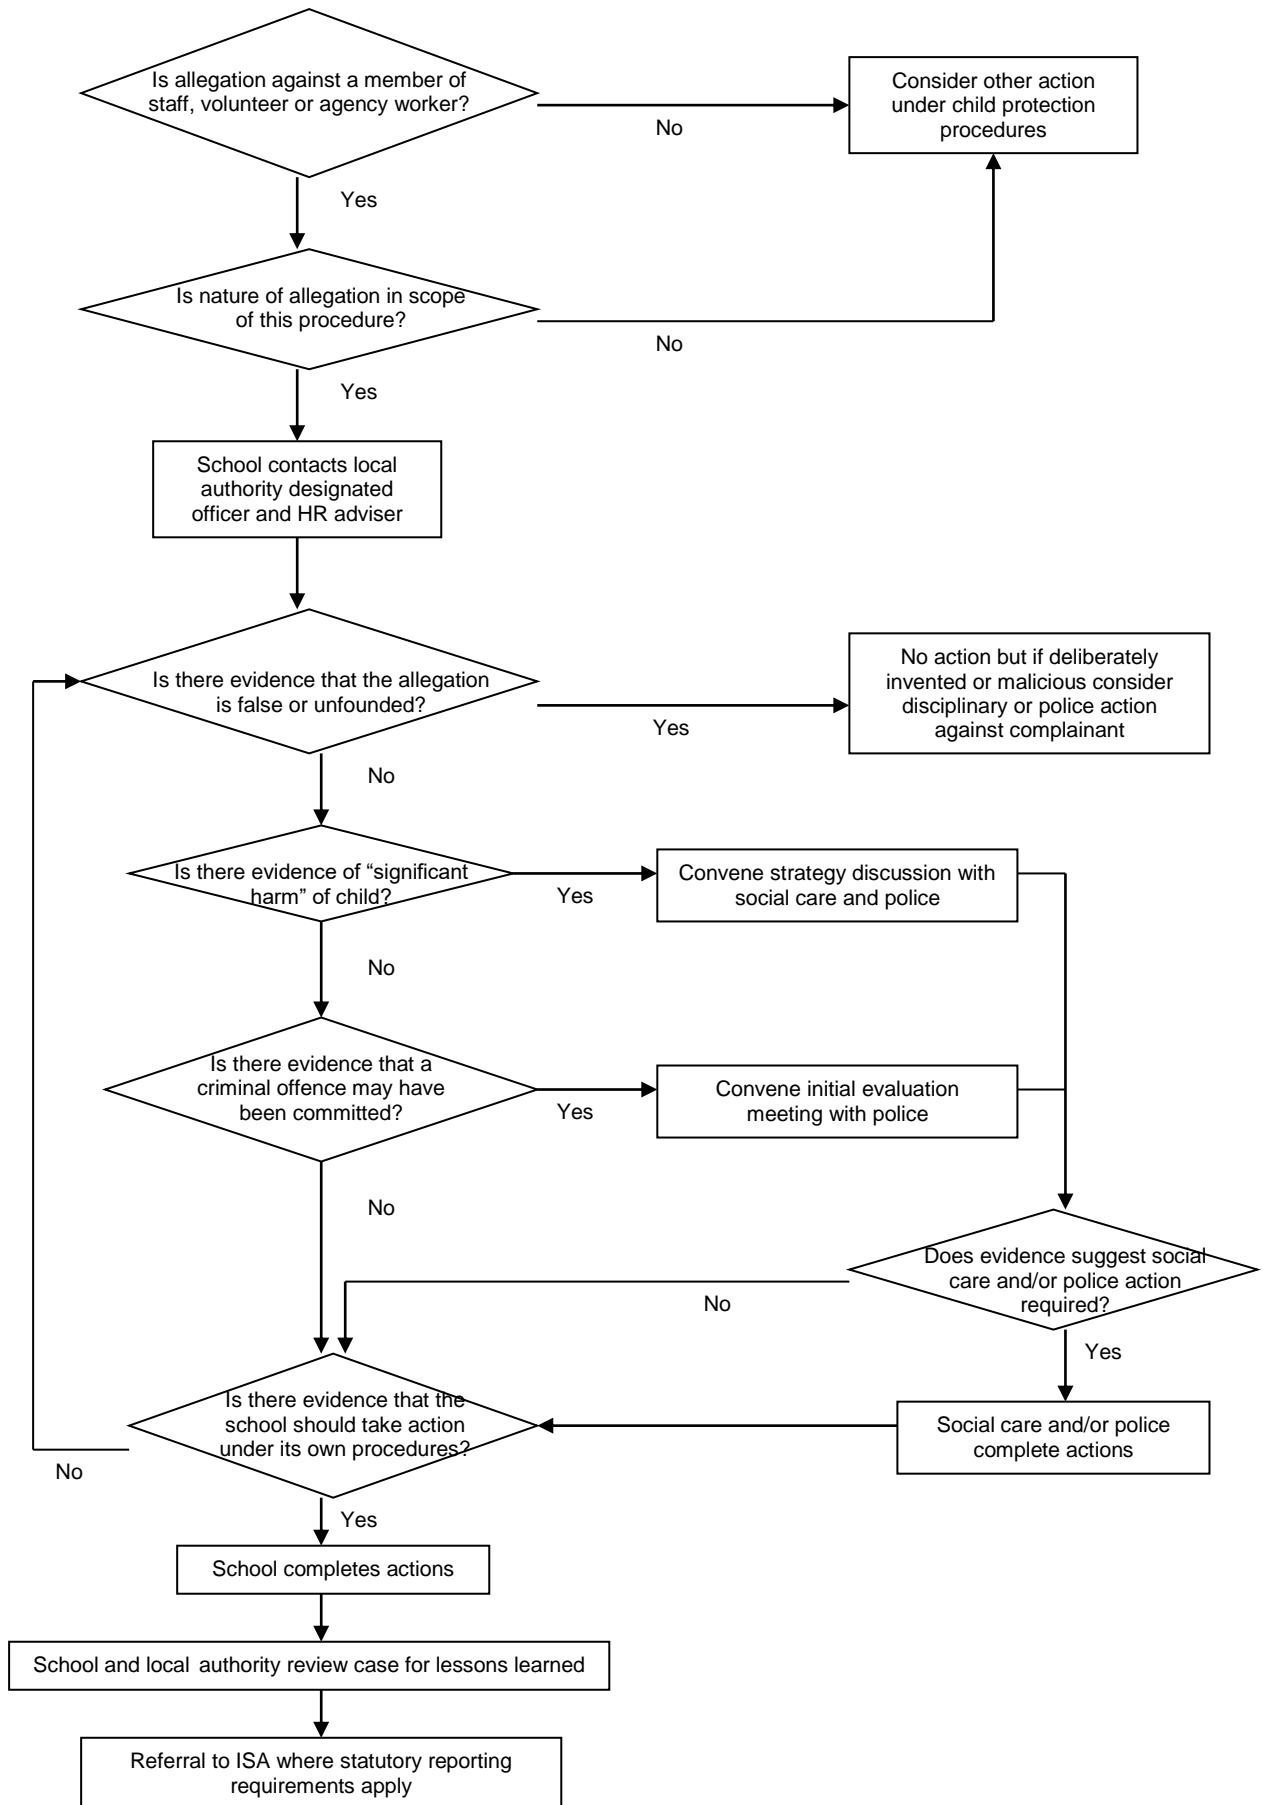 Is allegation against a member of
staff, volunteer or agency worker?
No
Consider other action
under child protection
procedures
Yes
Is nature of allegation in scope
of this procedure?
No
Yes
School contacts local
authority designated
officer and HR adviser
Is there evidence that the allegation
is false or unfounded?
Yes
No action but if deliberately
invented or malicious consider
disciplinary or police action
against complainant
No
Is there evidence of “significant
harm” of child?
Yes
Convene strategy discussion with
social care and police
No
Is there evidence that a
criminal offence may have
been committed?
Yes
Convene initial evaluation
meeting with police
No
Does evidence suggest social
care and/or police action
required?
No
Yes
Is there evidence that the
school should take action
under its own procedures?
Social care and/or police
complete actions
No
Yes
School completes actions
School and local authority review case for lessons learned
Referral to ISA where statutory reporting
requirements apply